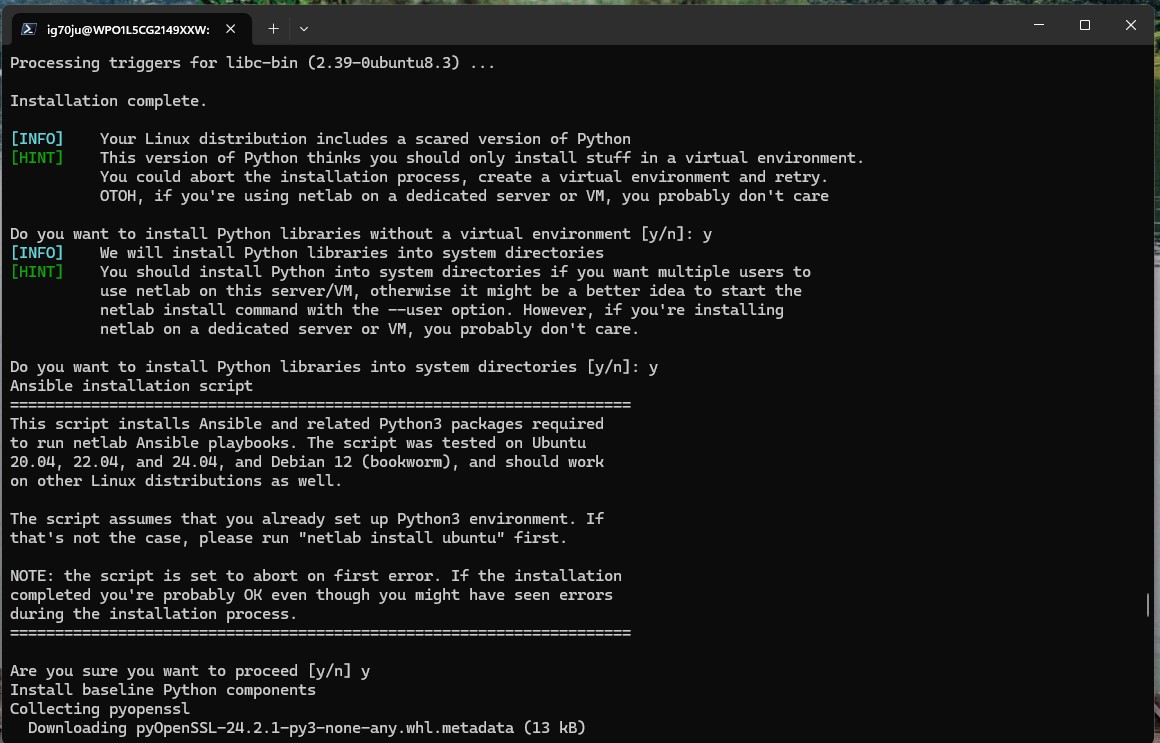 ig70ju@WPO1L5CG2149XXW:
Processing triggers for libc-bin (2.39-0ubuntu8.3) ...
Installation complete.
[INFO]    Your Linux distribution includes a scared version of Python
[HINT]    This version of Python thinks you should only install stuff in a virtual environment.
You could abort the installation process, create a virtual environment and retry.
OTOH, if you're using netlab on a dedicated server or VM, you probably don't care
Do you want to install Python libraries without a virtual environment [y/n]: y
[INFO]    We will install Python libraries into system directories
[HINT]    You should install Python into system directories if you want multiple users to
use netlab on this server/VM, otherwise it might be a better idea to start the
netlab install command with the --user option. However, if you're installing
netlab on a dedicated server or VM, you probably don't care.
Do you want to install Python libraries into system directories [y/n]: y
Ansible installation script
=====================================================================
This script installs Ansible and related Python3 packages required
to run netlab Ansible playbooks. The script was tested on Ubuntu
20.04, 22.04, and 24.04, and Debian 12 (bookworm), and should work
on other Linux distributions as well.
The script assumes that you already set up Python3 environment. If
that's not the case, please run "netlab install ubuntu" first.
NOTE: the script is set to abort on first error. If the installation
completed you're probably OK even though you might have seen errors
during the installation process.
=====================================================================
Are you sure you want to proceed [y/n] y
Install baseline Python components
Collecting pyopenssl
Downloading pyOpenSSL-24.2.1-py3-none-any.whl.metadata (13 kB)